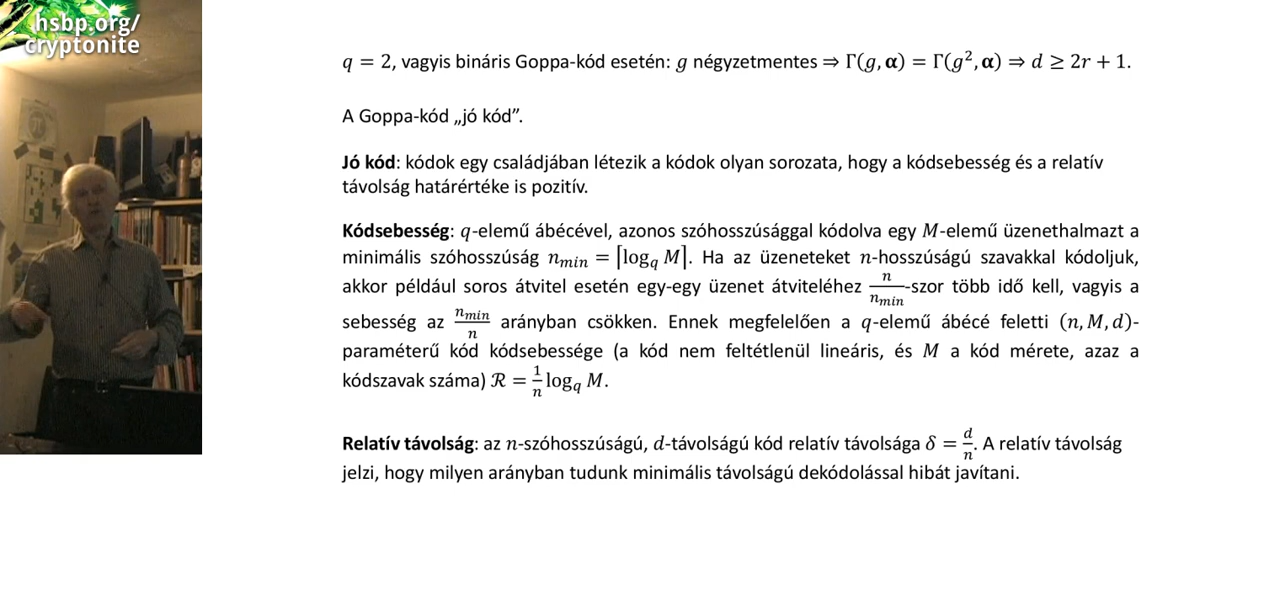 hsbp.org/
cryptonite
q = 2, vagyis bináris Goppa-kód esetén: g négyzetmentes ⇒ Γ(g, α) = Γ(g², α) ⇒ d ≥ 2r + 1.
A Goppa-kód „jó kód”.
Jó kód: kódok egy családjában létezik a kódok olyan sorozata, hogy a kódsebesség és a relatív
távolság határértéke is pozitív.
Kódsebesség: q-elemű ábécével, azonos szóhosszúsággal kódolva egy M-elemű üzenethalmazt a
minimális szóhosszúság n_min = ⌈log_q M⌉. Ha az üzeneteket n-hosszúságú szavakkal kódoljuk,
akkor például soros átvitel esetén egy-egy üzenet átviteléhez n/n_min-szor több idő kell, vagyis a
sebesség az n_min/n arányban csökken. Ennek megfelelően a q-elemű ábécé feletti (n, M, d)-
paraméterű kód kódsebessége (a kód nem feltétlenül lineáris, és M a kód mérete, azaz a
kódszavak száma) ℛ = 1/n log_q M.
Relatív távolság: az n-szóhosszúságú, d-távolságú kód relatív távolsága δ = d/n. A relatív távolság
jelzi, hogy milyen arányban tudunk minimális távolságú dekódolással hibát javítani.